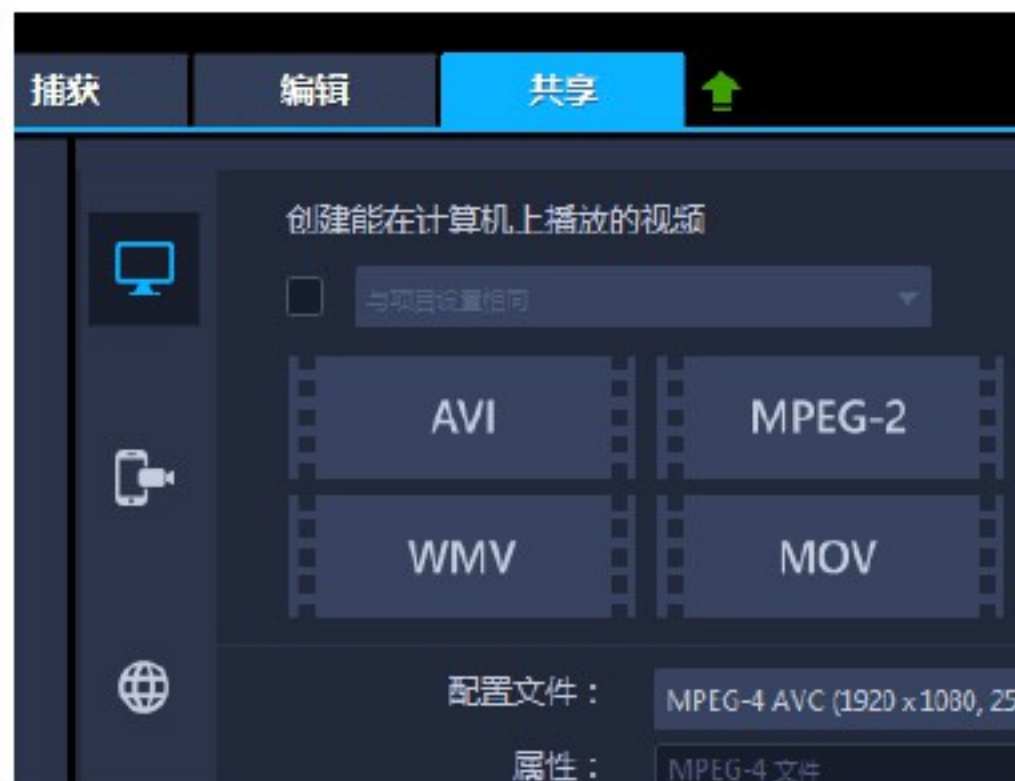 捕获 编辑 共享
创建能在计算机上播放的视频
与项目设置相同
AVI MPEG-2
WMV MOV
配置文件： MPEG-4 AVC (1920 x 1080, 25
属性： MPEG-4 文件